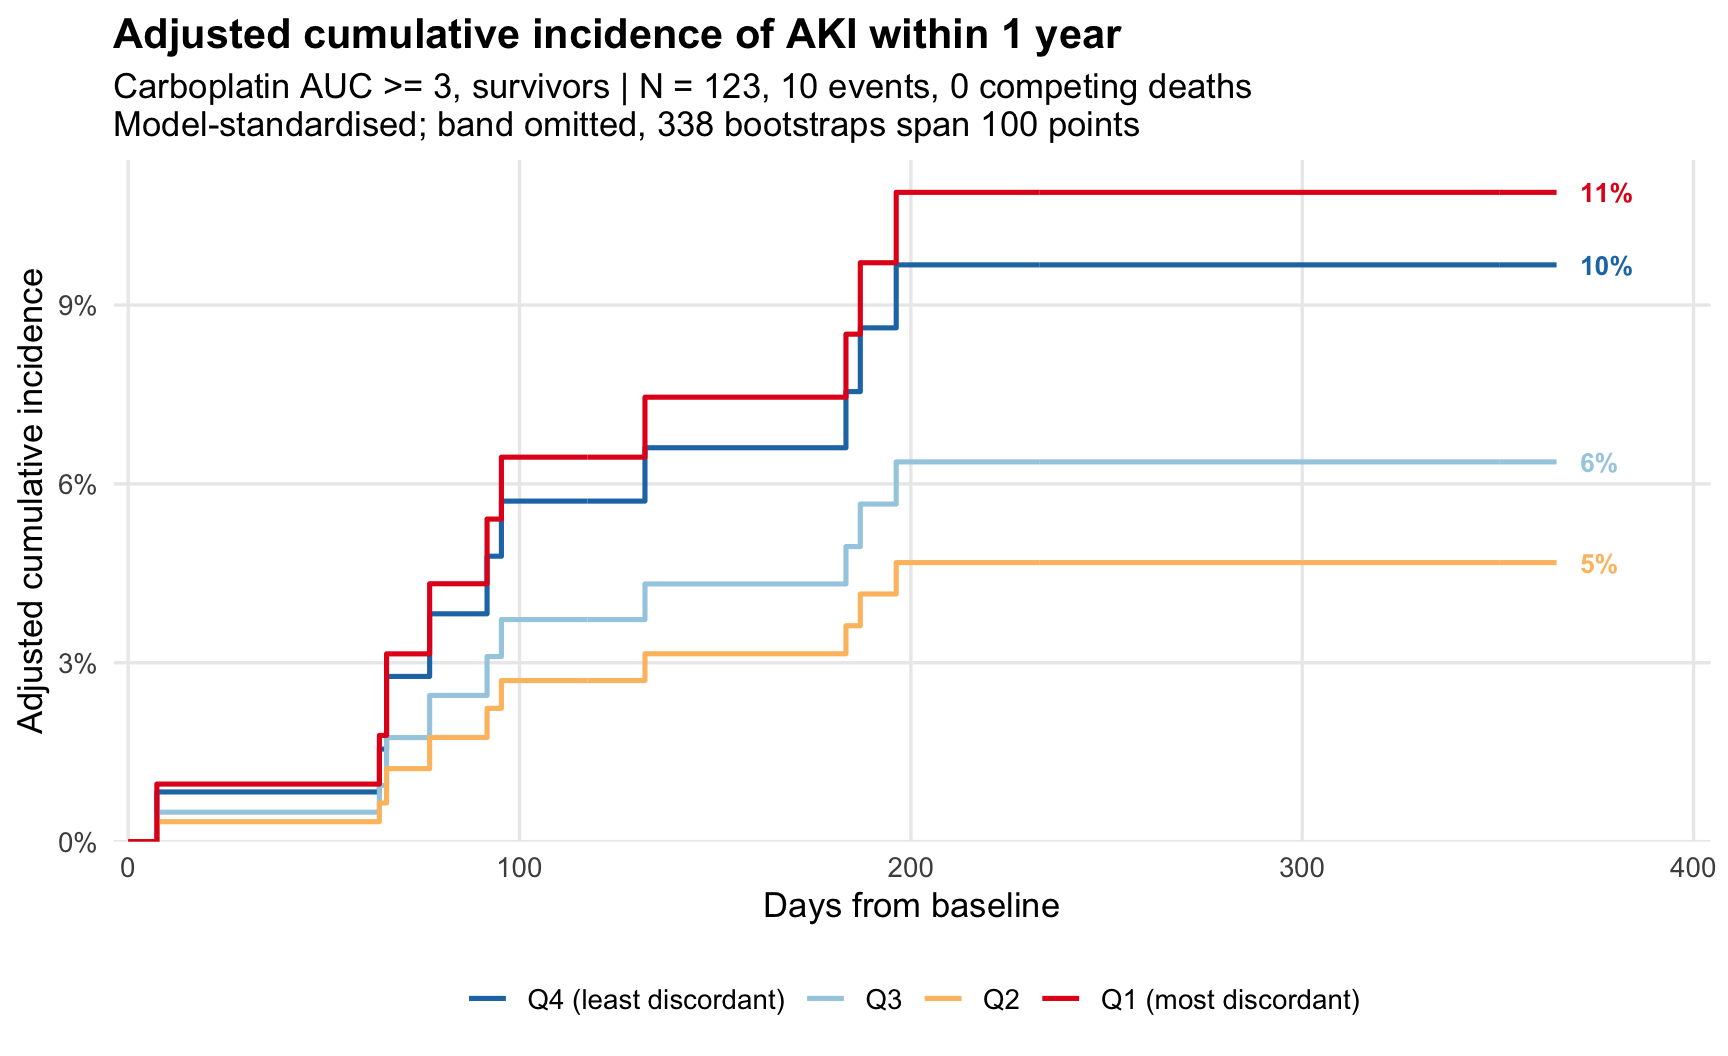 Adjusted cumulative incidence of AKI within 1 year
Carboplatin AUC >= 3, survivors | N = 123, 10 events, 0 competing deaths
Model-standardised; band omitted, 338 bootstraps span 100 points
Adjusted cumulative incidence
9%
6%
3%
0%
11%
10%
6%
5%
0 100 200 300 400
Days from baseline
Q4 (least discordant) Q3 Q2 Q1 (most discordant)